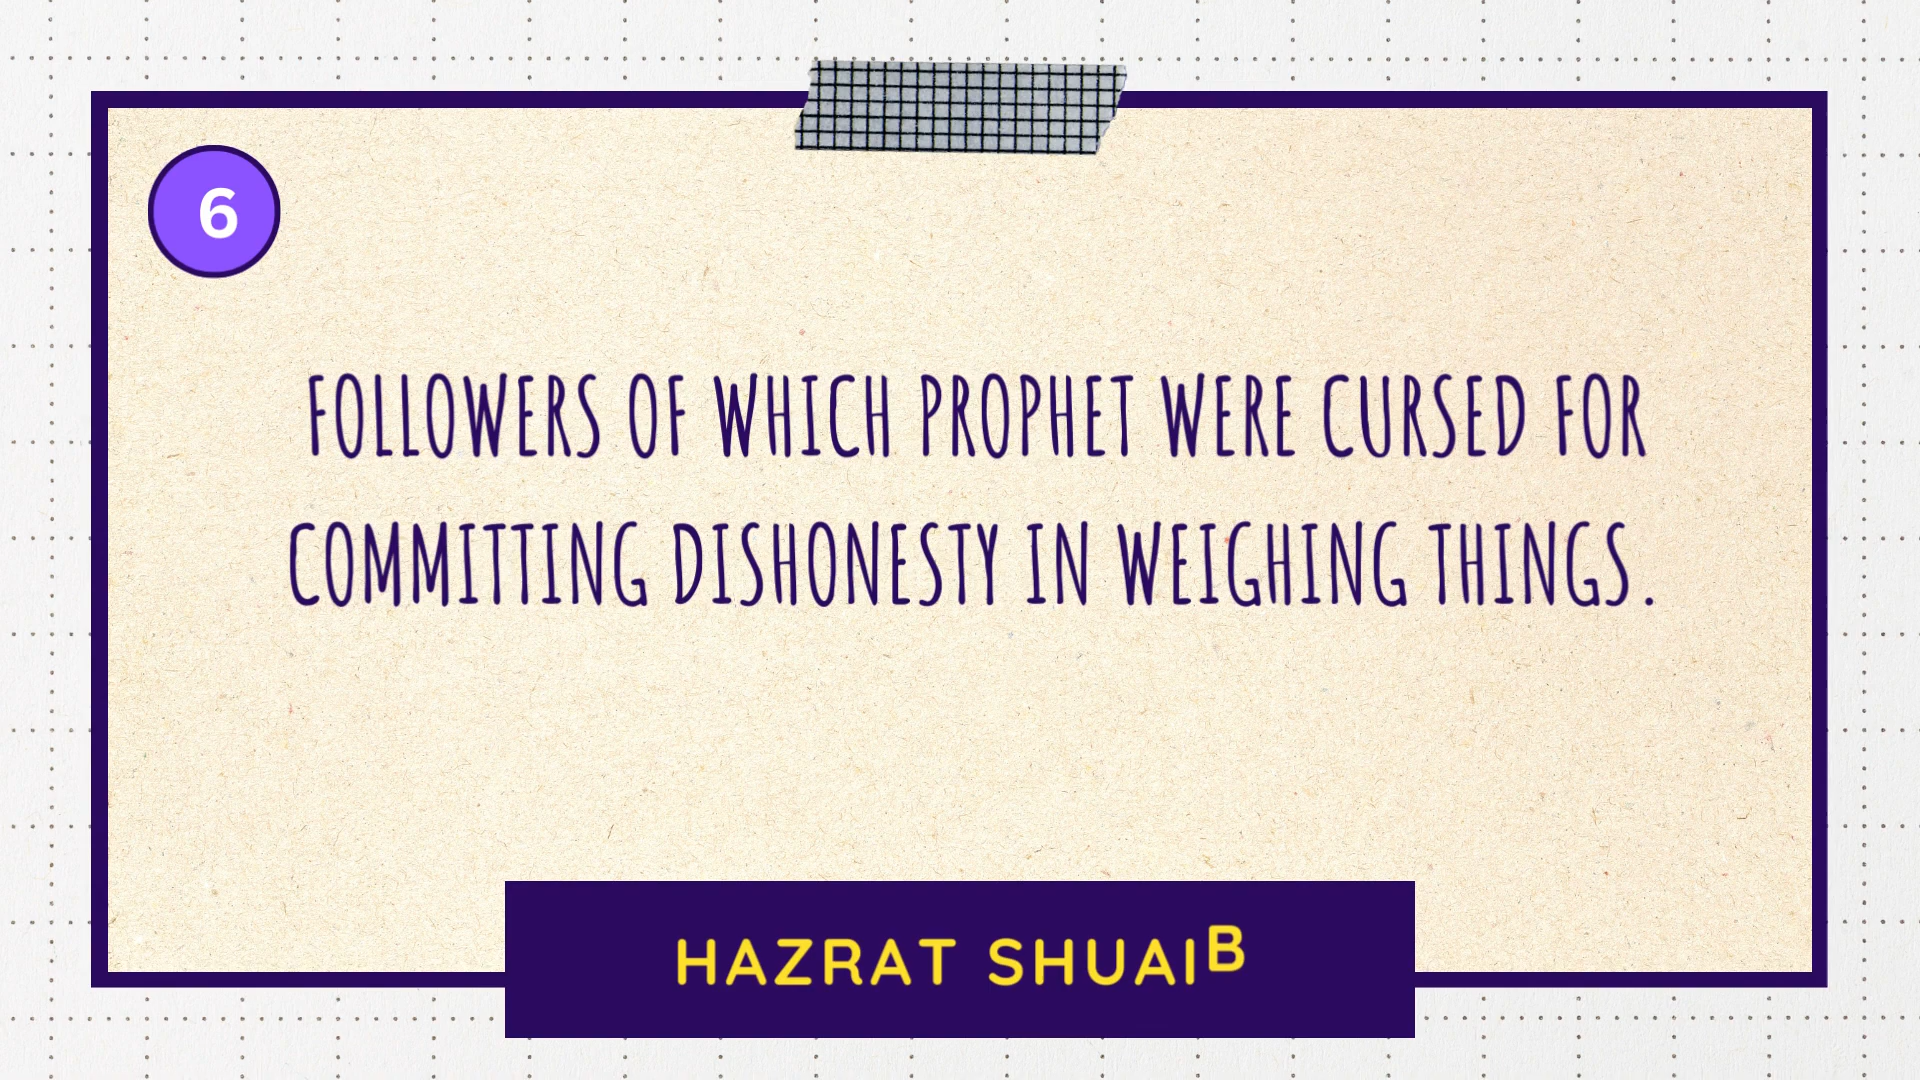 6
FOLLOWERS OF WHICH PROPHET WERE CURSED FOR
COMMITTING DISHONESTY IN WEIGHING THINGS.
HAZRAT SHUAIB